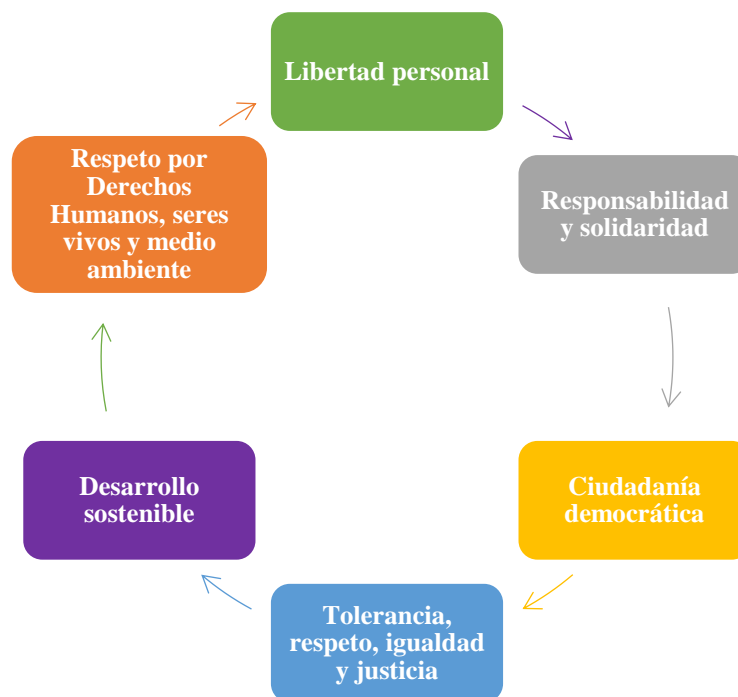 Libertad personal
Responsabilidad
y solidaridad
Ciudadanía
democrática
Tolerancia,
respeto, igualdad
y justicia
Desarrollo
sostenible
Respeto por
Derechos
Humanos, seres
vivos y medio
ambiente